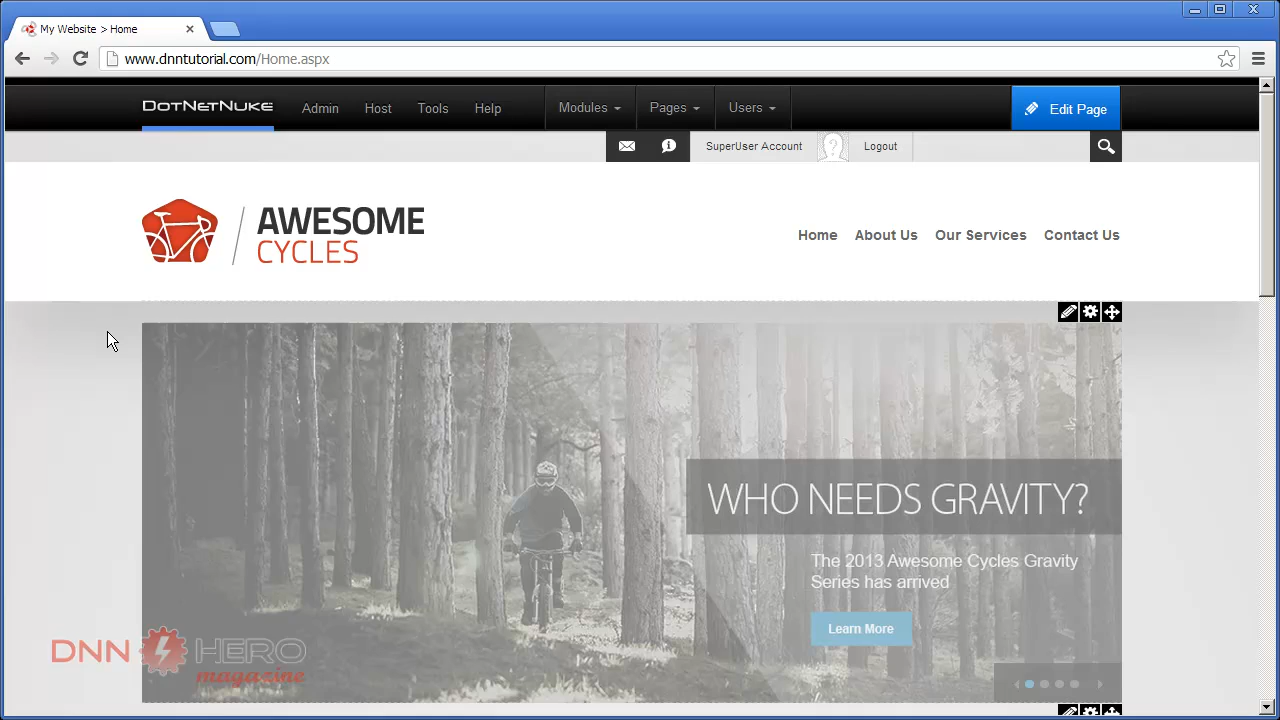 My Website > Home
www.dnntutorial.com/Home.aspx
DOTNETNUKE Admin Host Tools Help Modules Pages Users Edit Page
SuperUser Account Logout
AWESOME
CYCLES
Home About Us Our Services Contact Us
WHO NEEDS GRAVITY?
The 2013 Awesome Cycles Gravity
Series has arrived
Learn More
DNN HERO
magazine